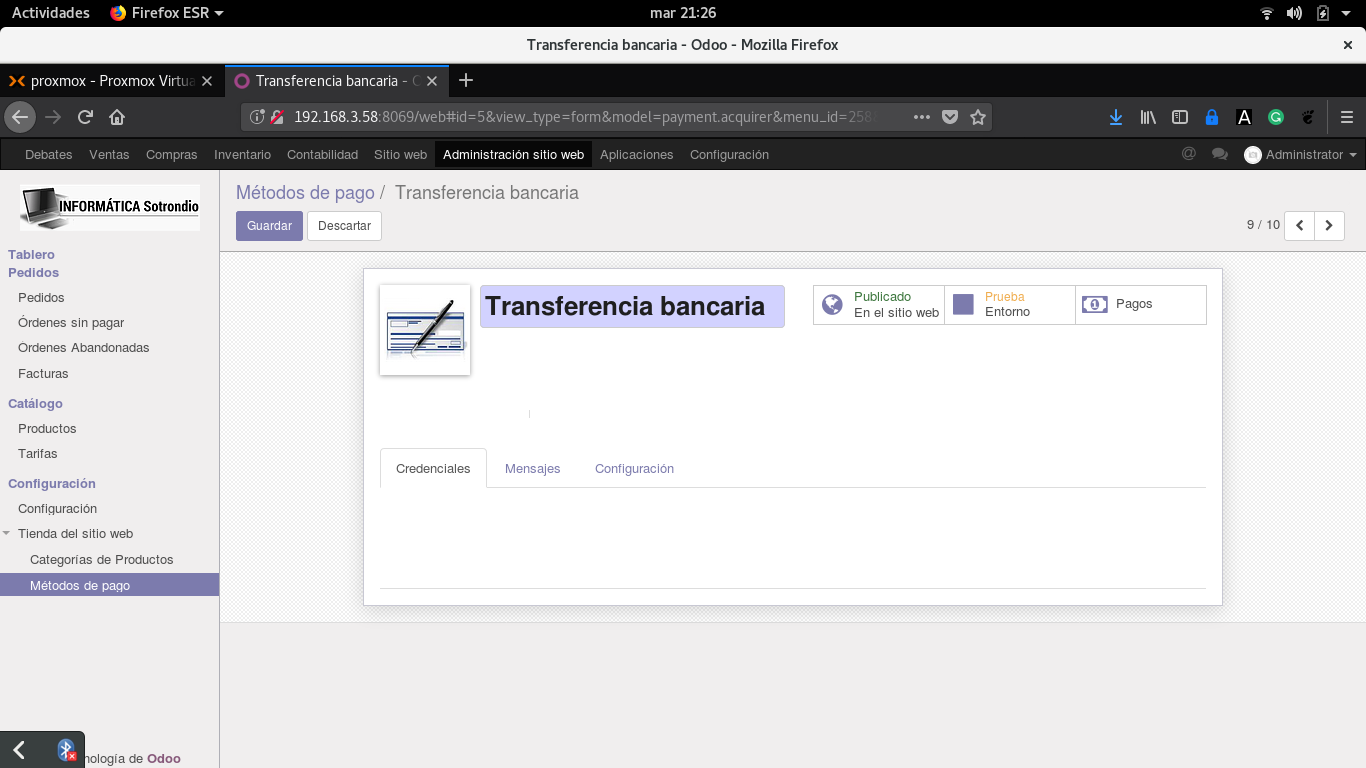 Actividades Firefox ESR mar 21:26
Transferencia bancaria - Odoo - Mozilla Firefox
proxmox - Proxmox Virtua Transferencia bancaria - O
192.168.3.58:8069/web#id=5&view_type=form&model=payment.acquirer&menu_id=258
Debates Ventas Compras Inventario Contabilidad Sitio web Administración sitio web Aplicaciones Configuración @ Administrator
INFORMÁTICA Sotrondio
Métodos de pago / Transferencia bancaria
Guardar Descartar 9 / 10
Tablero
Pedidos
Pedidos
Órdenes sin pagar
Ordenes Abandonadas
Facturas
Catálogo
Productos
Tarifas
Configuración
Configuración
Tienda del sitio web
Categorías de Productos
Métodos de pago
nología de Odoo
Transferencia bancaria
Publicado
En el sitio web
Prueba
Entorno
Pagos
Credenciales Mensajes Configuración